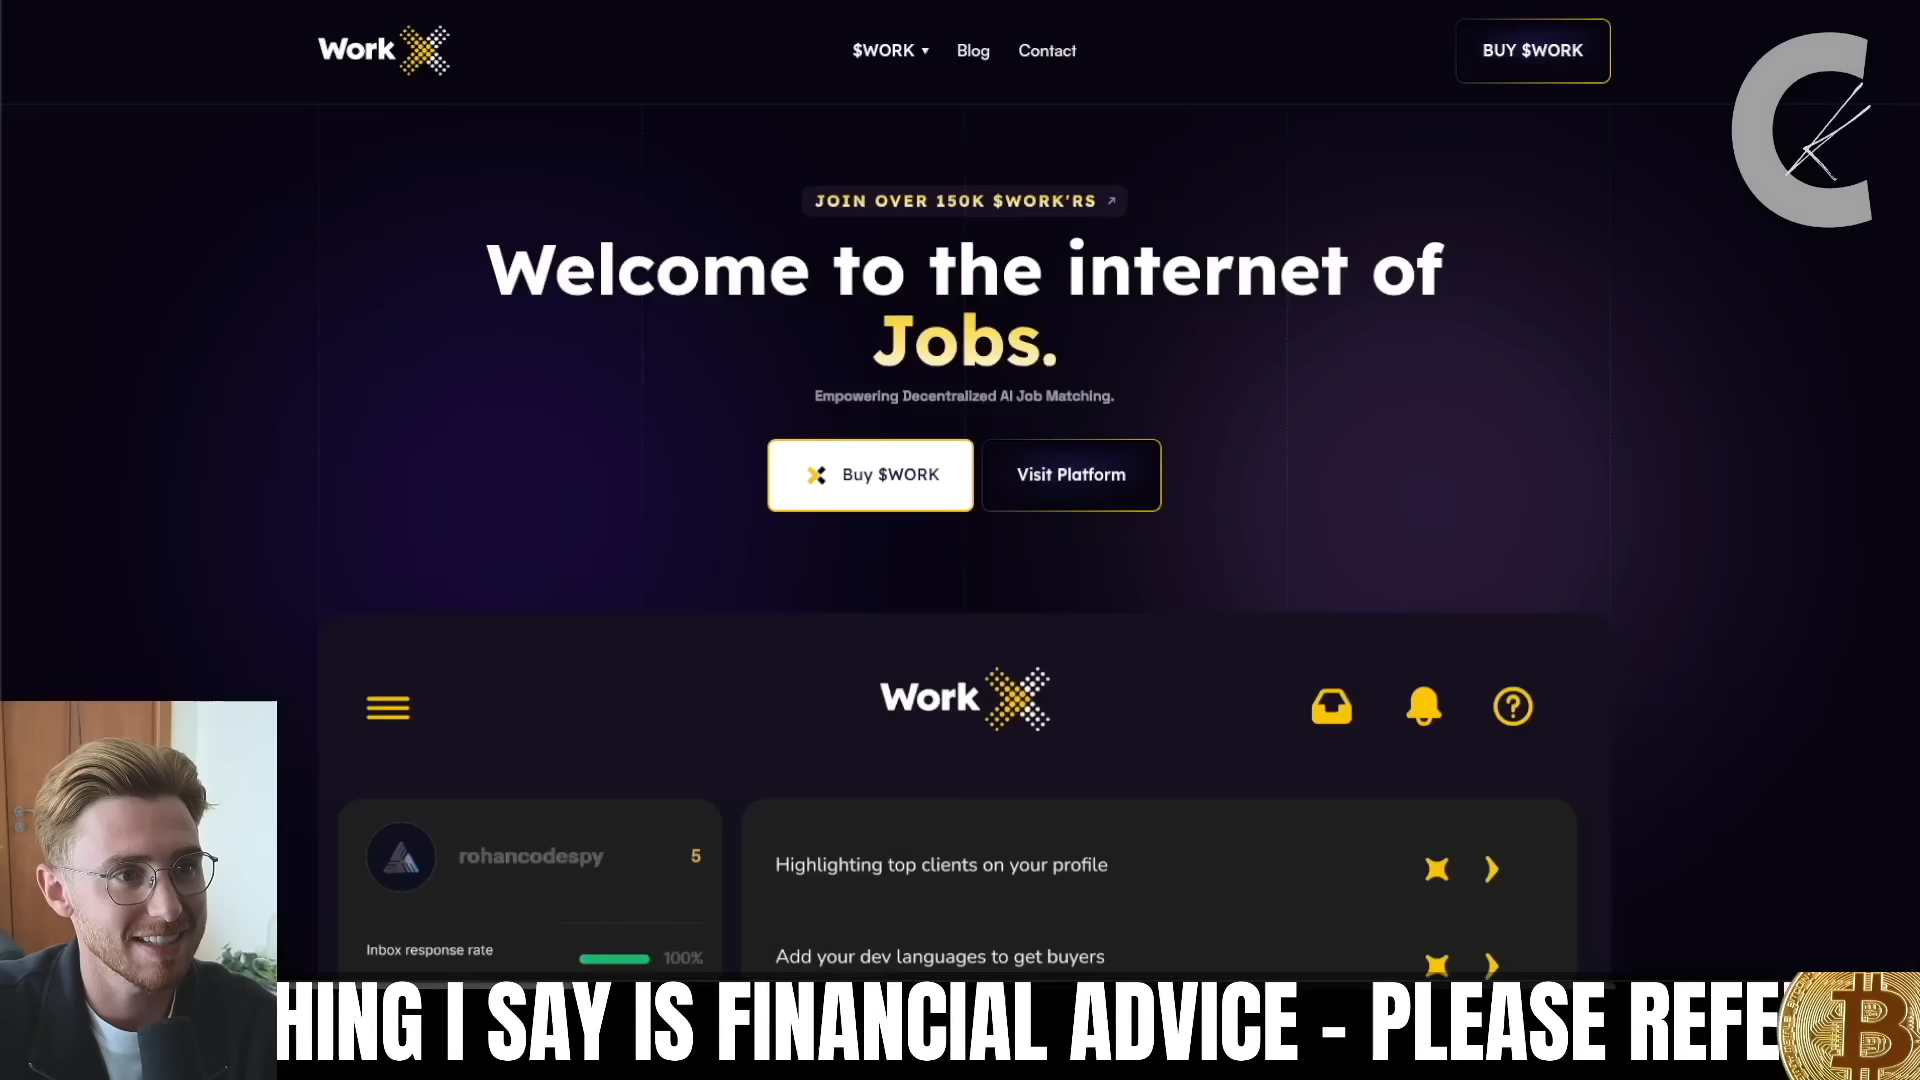 Work
$WORK Blog Contact
BUY $WORK
JOIN OVER 150K $WORK'RS
Welcome to the internet of
Jobs.
Empowering Decentralized AI Job Matching.
Buy $WORK
Visit Platform
Work
rohancodespy 5
Highlighting top clients on your profile
Inbox response rate 100%
Add your dev languages to get buyers
HING I SAY IS FINANCIAL ADVICE - PLEASE REFE